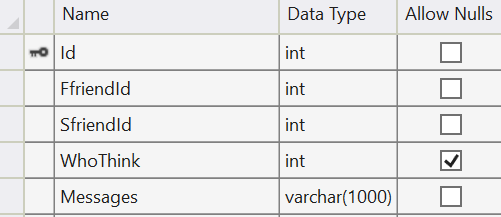 Name Data Type Allow Nulls
Id int
FfriendId int
SfriendId int
WhoThink int
Messages varchar(1000)